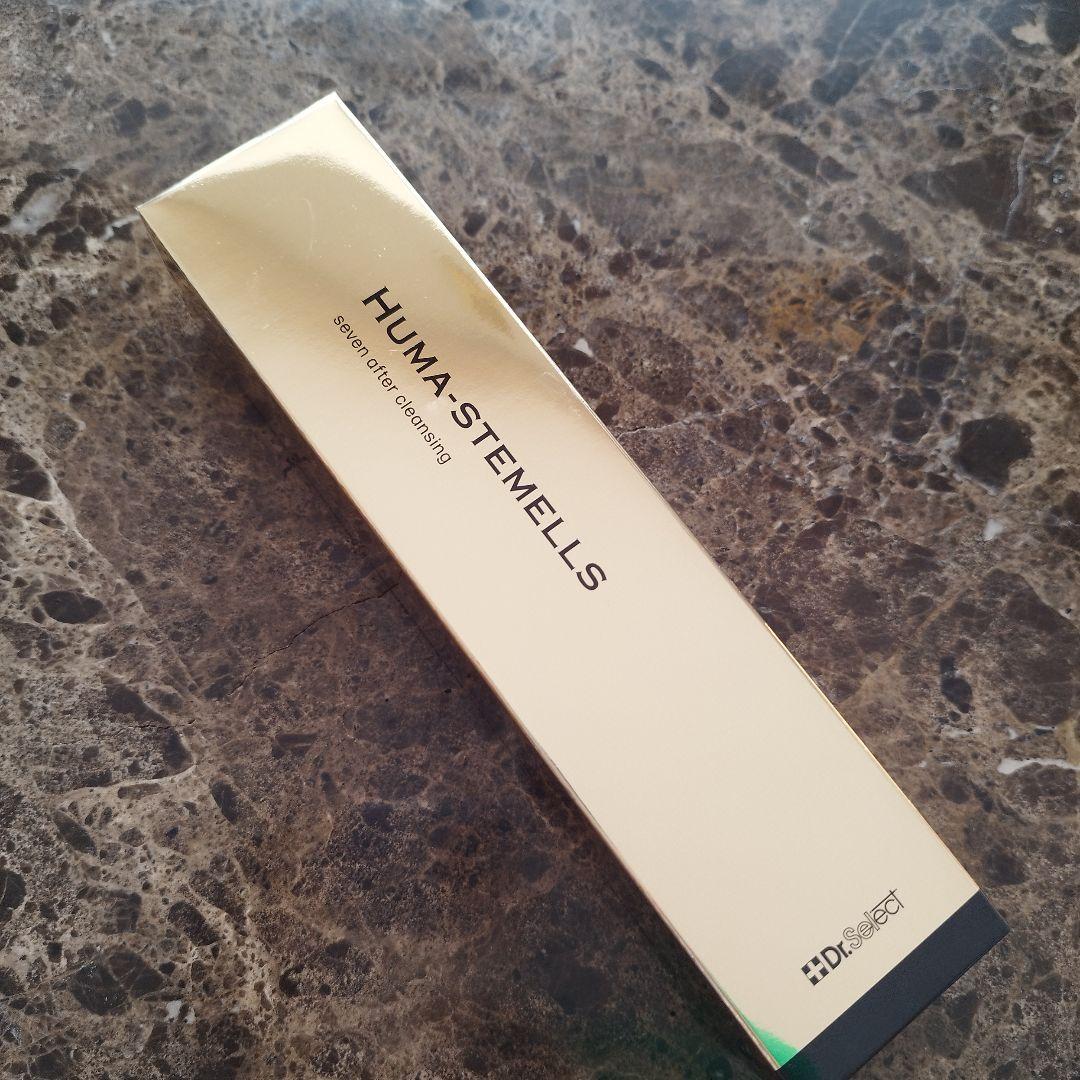 HUMA-STEMELLS
seven after cleansing
Dr.Select